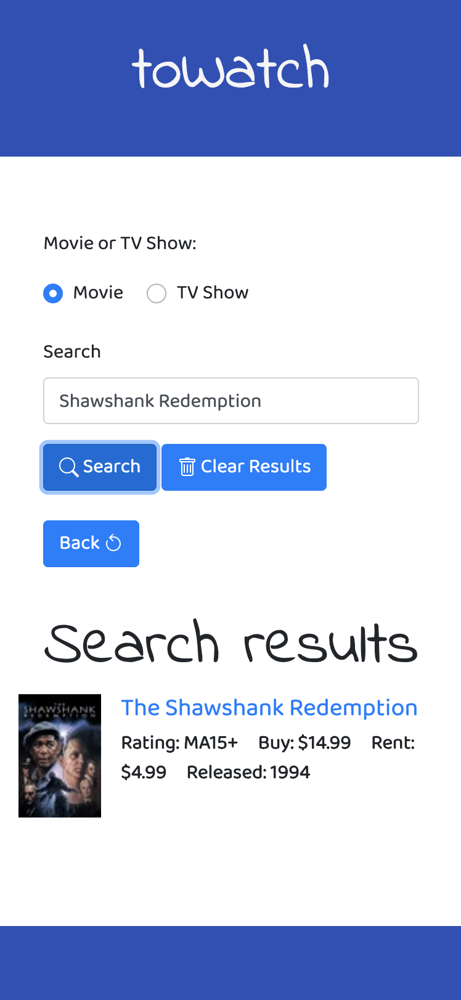 towatch
Movie or TV Show:
Movie TV Show
Search
Shawshank Redemption
Search Clear Results
Back
Search results
THE
SHAWSHANK
REDEMPTION
The Shawshank Redemption
Rating: MA15+ Buy: $14.99 Rent:
$4.99 Released: 1994